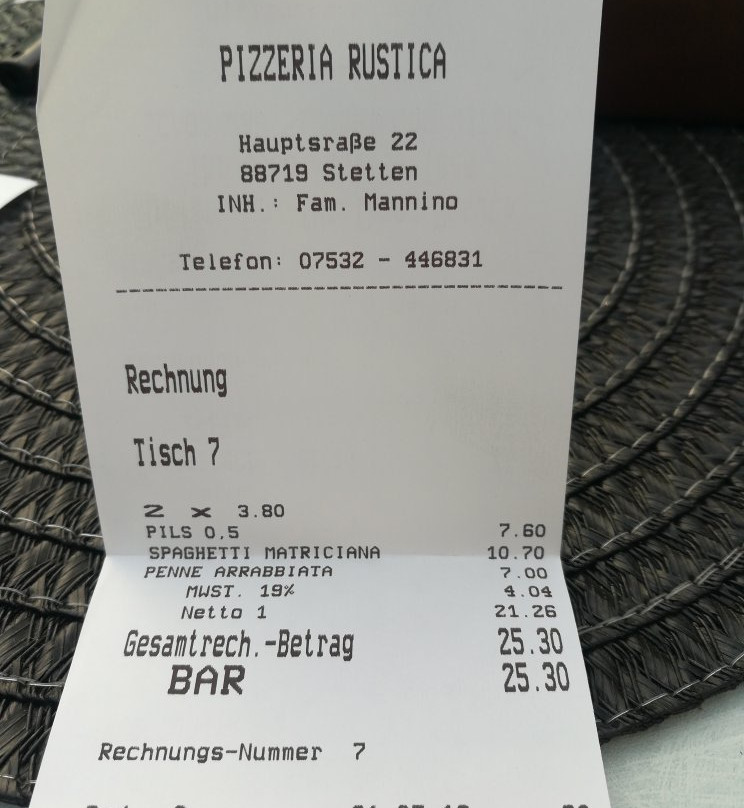 PIZZERIA RUSTICA
Hauptsraße 22
88719 Stetten
INH.: Fam. Mannino
Telefon: 07532 - 446831
Rechnung
Tisch 7
2 x 3.80
PILS 0,5 7.60
SPAGHETTI MATRICIANA 10.70
PENNE ARRABBIATA 7.00
MWST. 19% 4.04
Netto 1 21.26
Gesamtrech.-Betrag 25.30
BAR 25.30
Rechnungs-Nummer 7